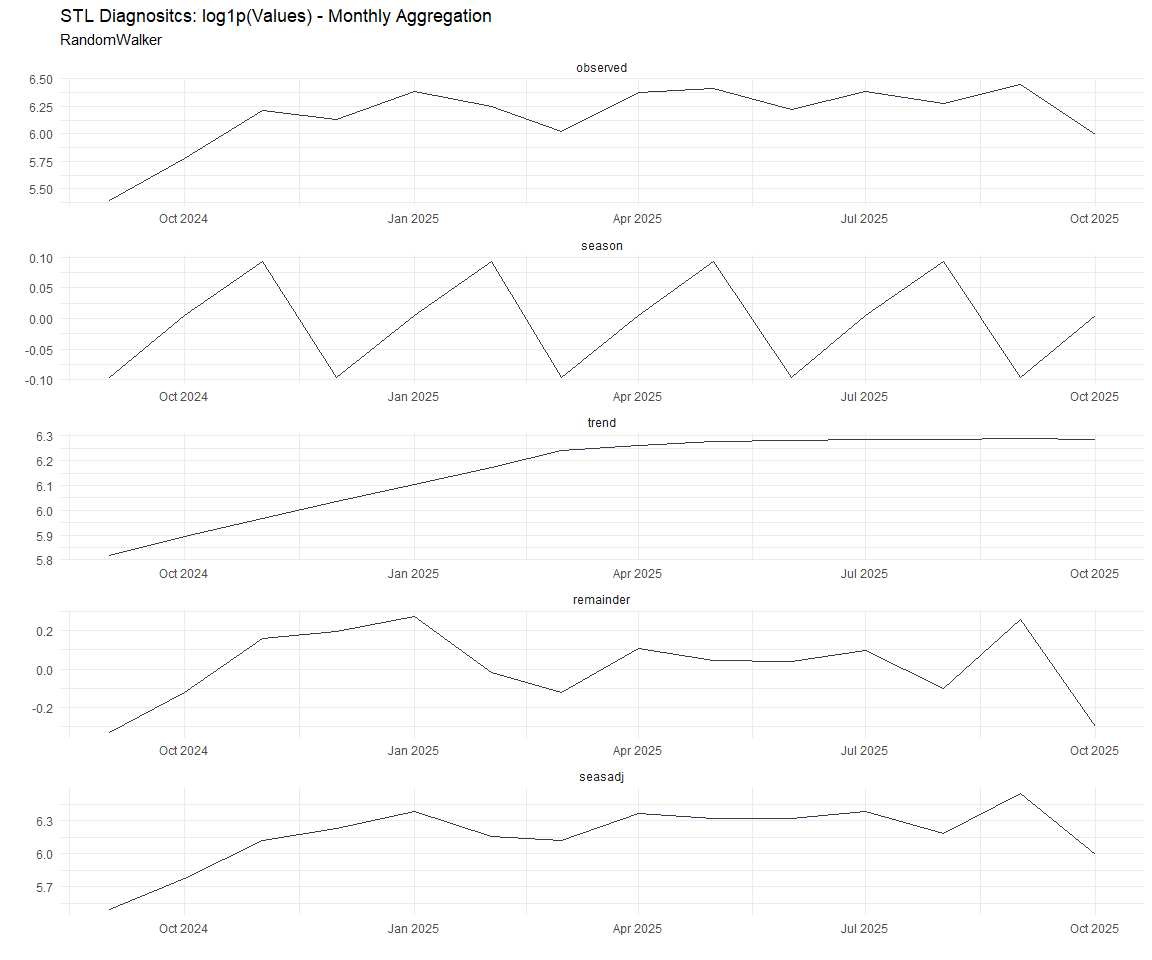 STL Diagnositcs: log1p(Values) - Monthly Aggregation
RandomWalker
observed
6.50
6.25
6.00
5.75
5.50
Oct 2024 Jan 2025 Apr 2025 Jul 2025 Oct 2025
season
0.10
0.05
0.00
-0.05
-0.10
Oct 2024 Jan 2025 Apr 2025 Jul 2025 Oct 2025
trend
6.3
6.2
6.1
6.0
5.9
5.8
Oct 2024 Jan 2025 Apr 2025 Jul 2025 Oct 2025
remainder
0.2
0.0
-0.2
Oct 2024 Jan 2025 Apr 2025 Jul 2025 Oct 2025
seasadj
6.3
6.0
5.7
Oct 2024 Jan 2025 Apr 2025 Jul 2025 Oct 2025